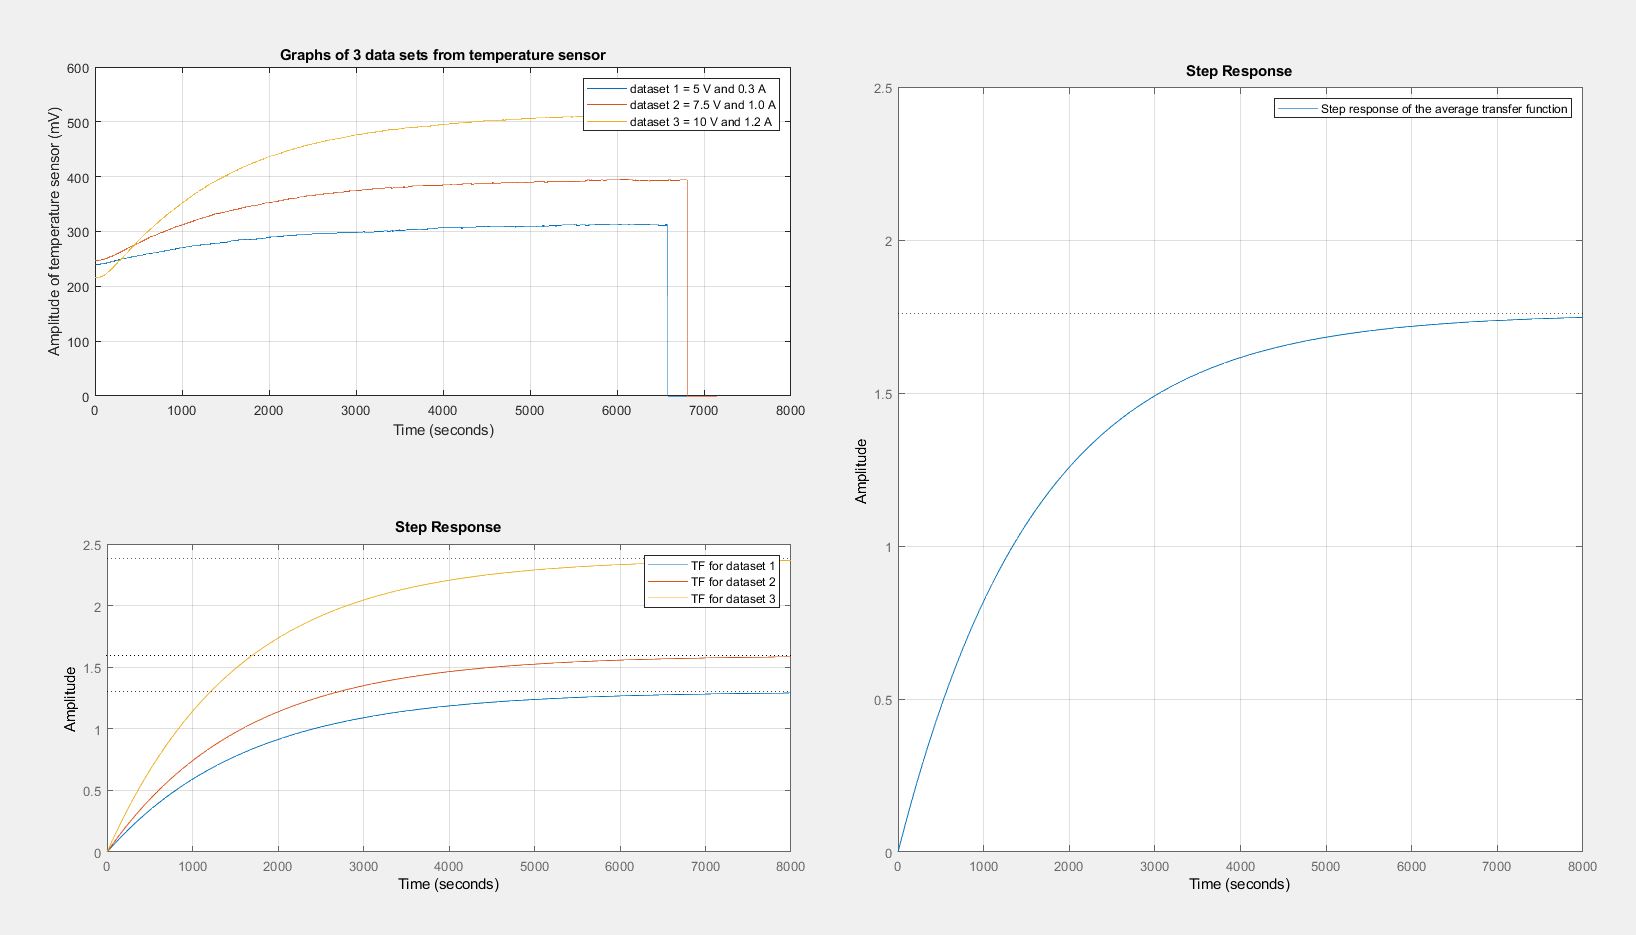 Graphs of 3 data sets from temperature sensor
600
500
400
300
200
100
0
Amplitude of temperature sensor (mV)
dataset 1 = 5 V and 0.3 A
dataset 2 = 7.5 V and 1.0 A
dataset 3 = 10 V and 1.2 A
0 1000 2000 3000 4000 5000 6000 7000 8000
Time (seconds)
Step Response
2.5
2
1.5
1
0.5
0
Amplitude
TF for dataset 1
TF for dataset 2
TF for dataset 3
0 1000 2000 3000 4000 5000 6000 7000 8000
Time (seconds)
Step Response
2.5
2
1.5
1
0.5
0
Amplitude
Step response of the average transfer function
0 1000 2000 3000 4000 5000 6000 7000 8000
Time (seconds)